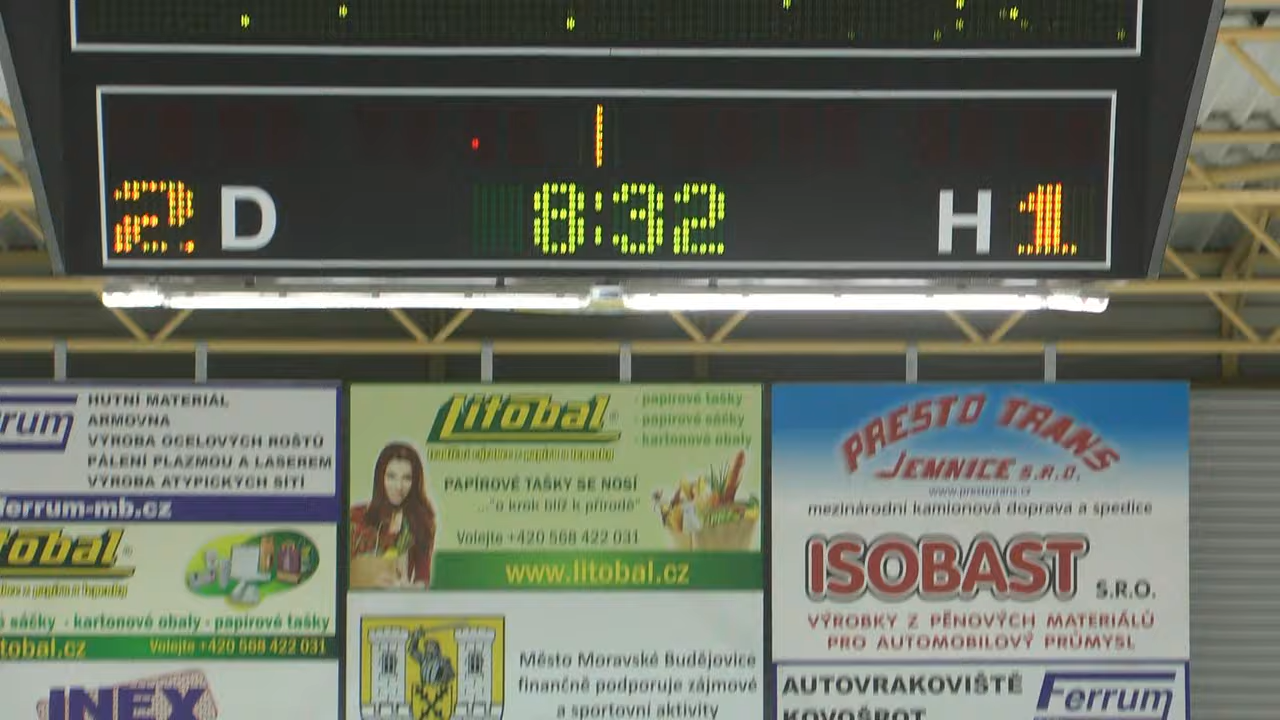 2 D 8:32 H 1
HUTNÍ MATERIÁL
ARMOVNA
VÝROBA OCELOVÝCH ROŠTŮ
PÁLENÍ PLAZMOU A LASEREM
VÝROBA ATYPICKÝCH SÍTÍ
ferrum-mb.cz
sáčky - kartonové obaly - papírové tašky
Volejte +420 568 422 031
INEX
Litobal®
- papírové tašky
- papírové sáčky
- kartonové obaly
PAPÍROVÉ TAŠKY SE NOSÍ
..."o krok blíž k přírodě"
Volejte +420 568 422 031
www.litobal.cz
Město Moravské Budějovice
finančně podporuje zájmové
a sportovní aktivity
PRESTO TRANS
JEMNICE s.r.o.
www.prestotrans.cz
mezinárodní kamionová doprava a spedice
ISOBAST S.R.O.
VÝROBKY Z PĚNOVÝCH MATERIÁLŮ
PRO AUTOMOBILOVÝ PRŮMYSL
AUTOVRAKOVIŠTĚ
KOVOŠROT
Ferrum